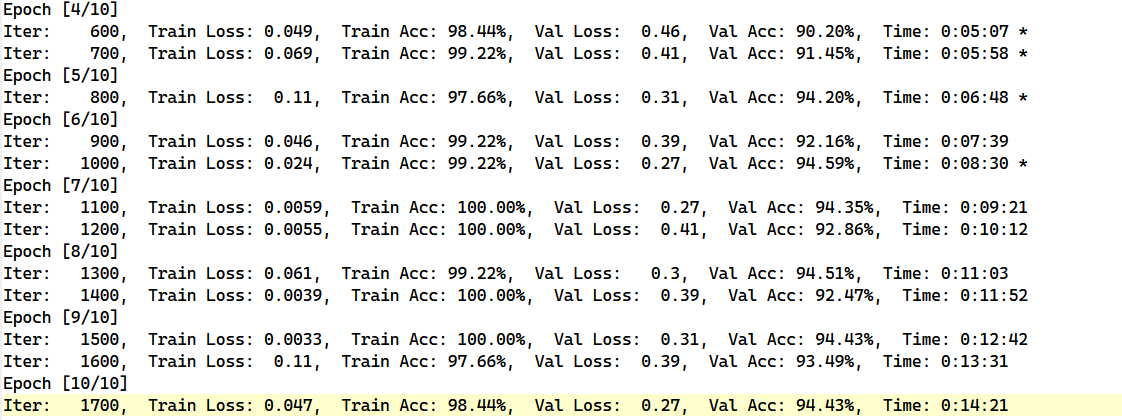 Epoch [4/10]
Iter:    600,  Train Loss: 0.049,  Train Acc: 98.44%,  Val Loss:  0.46,  Val Acc: 90.20%,  Time: 0:05:07 *
Iter:    700,  Train Loss: 0.069,  Train Acc: 99.22%,  Val Loss:  0.41,  Val Acc: 91.45%,  Time: 0:05:58 *
Epoch [5/10]
Iter:    800,  Train Loss:  0.11,  Train Acc: 97.66%,  Val Loss:  0.31,  Val Acc: 94.20%,  Time: 0:06:48 *
Epoch [6/10]
Iter:    900,  Train Loss: 0.046,  Train Acc: 99.22%,  Val Loss:  0.39,  Val Acc: 92.16%,  Time: 0:07:39
Iter:   1000,  Train Loss: 0.024,  Train Acc: 99.22%,  Val Loss:  0.27,  Val Acc: 94.59%,  Time: 0:08:30 *
Epoch [7/10]
Iter:   1100,  Train Loss: 0.0059,  Train Acc: 100.00%,  Val Loss:  0.27,  Val Acc: 94.35%,  Time: 0:09:21
Iter:   1200,  Train Loss: 0.0055,  Train Acc: 100.00%,  Val Loss:  0.41,  Val Acc: 92.86%,  Time: 0:10:12
Epoch [8/10]
Iter:   1300,  Train Loss: 0.061,  Train Acc: 99.22%,  Val Loss:   0.3,  Val Acc: 94.51%,  Time: 0:11:03
Iter:   1400,  Train Loss: 0.0039,  Train Acc: 100.00%,  Val Loss:  0.39,  Val Acc: 92.47%,  Time: 0:11:52
Epoch [9/10]
Iter:   1500,  Train Loss: 0.0033,  Train Acc: 100.00%,  Val Loss:  0.31,  Val Acc: 94.43%,  Time: 0:12:42
Iter:   1600,  Train Loss:  0.11,  Train Acc: 97.66%,  Val Loss:  0.39,  Val Acc: 93.49%,  Time: 0:13:31
Epoch [10/10]
Iter:   1700,  Train Loss: 0.047,  Train Acc: 98.44%,  Val Loss:  0.27,  Val Acc: 94.43%,  Time: 0:14:21